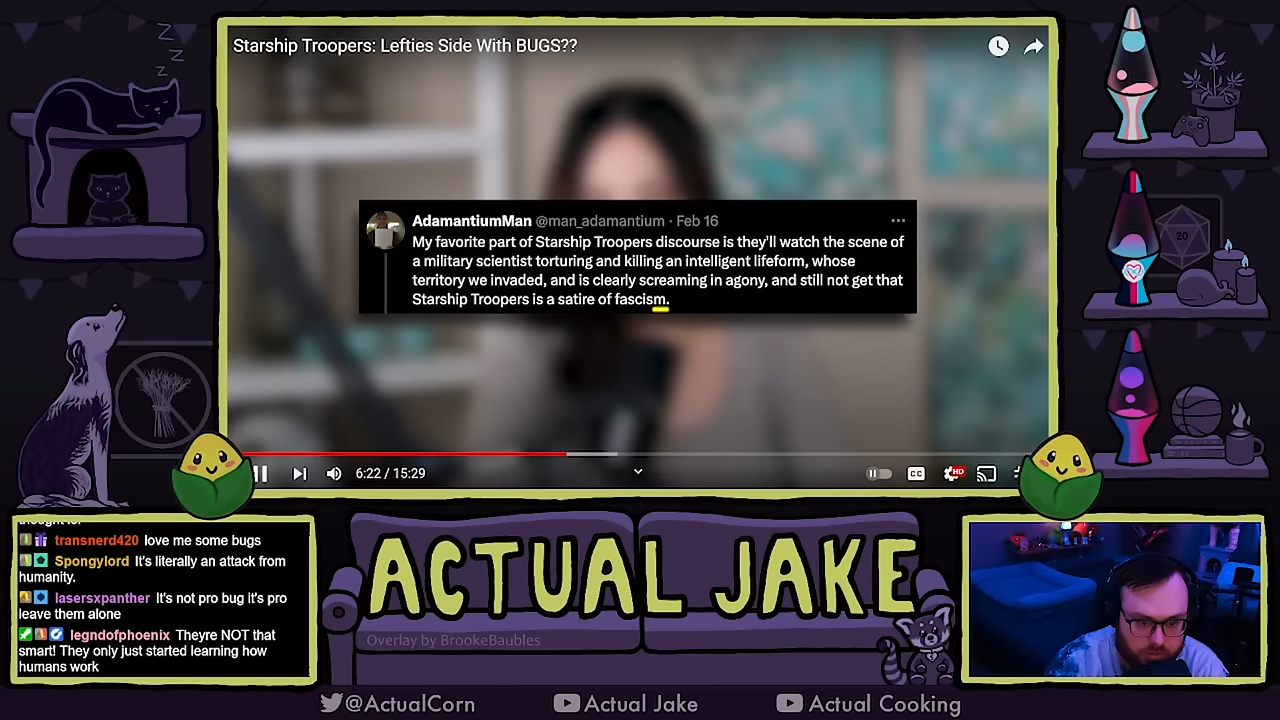 Starship Troopers: Lefties Side With BUGS??
AdamantiumMan @man_adamantium · Feb 16
My favorite part of Starship Troopers discourse is they'll watch the scene of
a military scientist torturing and killing an intelligent lifeform, whose
territory we invaded, and is clearly screaming in agony, and still not get that
Starship Troopers is a satire of fascism.
20
6:22 / 15:29
CC
HD
thought for
transnerd420 love me some bugs
Spongylord It's literally an attack from
humanity.
lasersxpanther It's not pro bug it's pro
leave them alone
legndofphoenix Theyre NOT that
smart! They only just started learning how
humans work
ACTUAL JAKE
Overlay by BrookeBaubles
@ActualCorn
Actual Jake
Actual Cooking
z
z
z